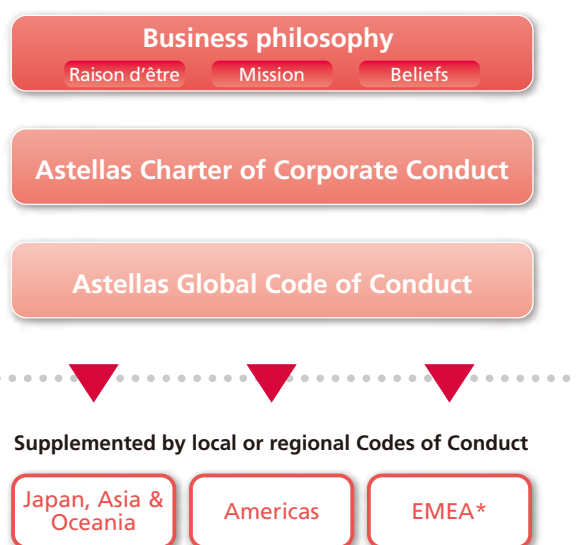 Business philosophy
Raison d'être Mission Beliefs
Astellas Charter of Corporate Conduct
Astellas Global Code of Conduct
Supplemented by local or regional Codes of Conduct
Japan, Asia &
Oceania
Americas
EMEA*